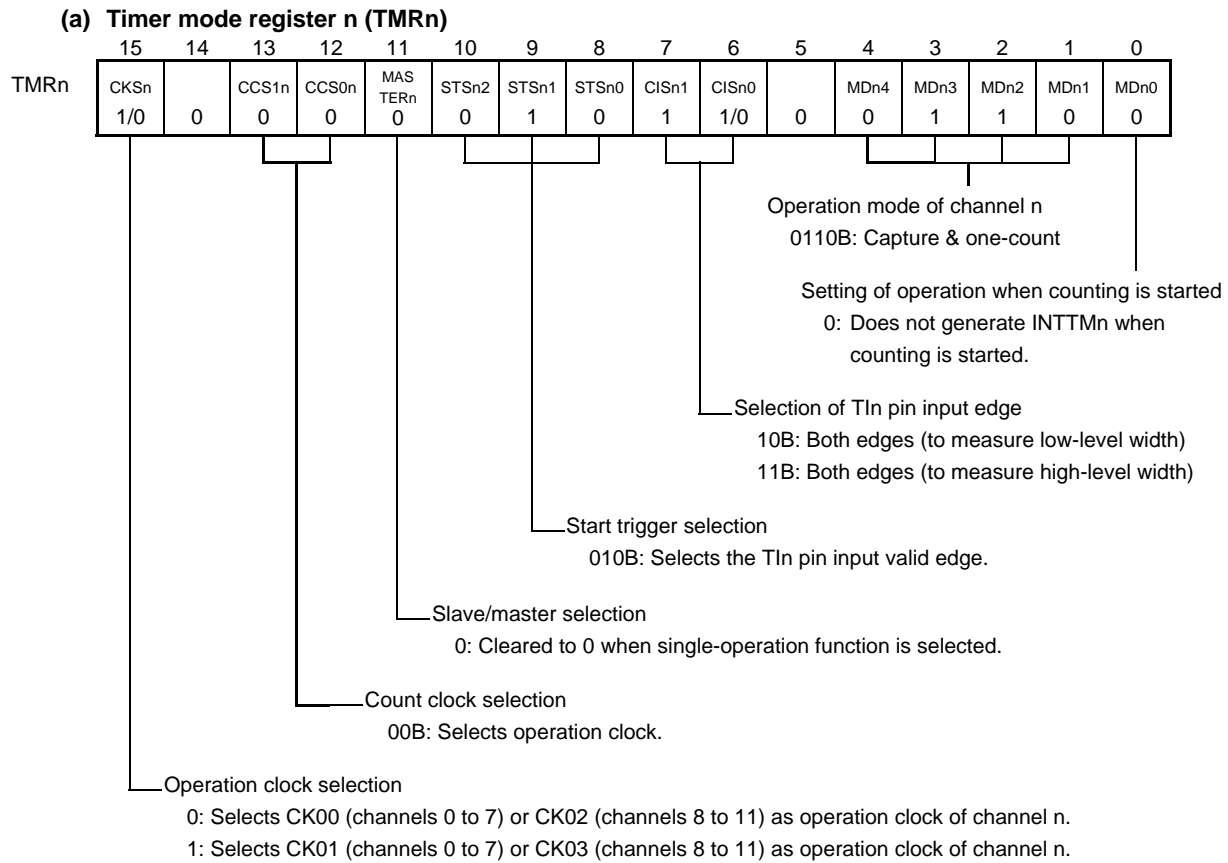 (a) Timer mode register n (TMRn)
15 14 13 12 11 10 9 8 7 6 5 4 3 2 1 0
TMRn CKSn CCS1n CCS0n MAS TERn STSn2 STSn1 STSn0 CISn1 CISn0 MDn4 MDn3 MDn2 MDn1 MDn0
1/0 0 0 0 0 0 1 0 1 1/0 0 0 1 1 0 0
Operation mode of channel n
0110B: Capture & one-count
Setting of operation when counting is started
0: Does not generate INTTMn when
counting is started.
Selection of TIn pin input edge
10B: Both edges (to measure low-level width)
11B: Both edges (to measure high-level width)
Start trigger selection
010B: Selects the TIn pin input valid edge.
Slave/master selection
0: Cleared to 0 when single-operation function is selected.
Count clock selection
00B: Selects operation clock.
Operation clock selection
0: Selects CK00 (channels 0 to 7) or CK02 (channels 8 to 11) as operation clock of channel n.
1: Selects CK01 (channels 0 to 7) or CK03 (channels 8 to 11) as operation clock of channel n.